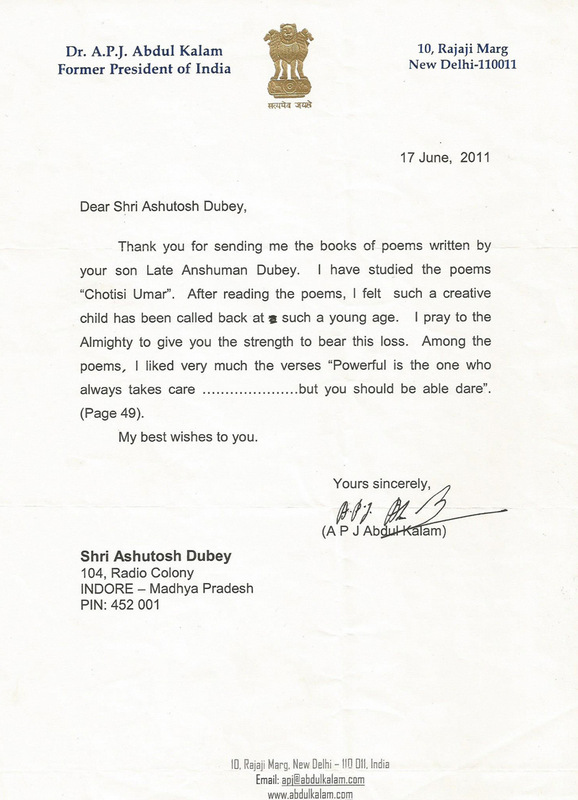 Dr. A.P.J. Abdul Kalam
Former President of India
सत्यमेव जयते
10, Rajaji Marg
New Delhi-110011
17 June, 2011
Dear Shri Ashutosh Dubey,
Thank you for sending me the books of poems written by
your son Late Anshuman Dubey. I have studied the poems
“Chotisi Umar”. After reading the poems, I felt such a creative
child has been called back at such a young age. I pray to the
Almighty to give you the strength to bear this loss. Among the
poems, I liked very much the verses “Powerful is the one who
always takes care …………………but you should be able dare”.
(Page 49).
My best wishes to you.
Yours sincerely,
A.P.J.
(A P J Abdul Kalam)
Shri Ashutosh Dubey
104, Radio Colony
INDORE – Madhya Pradesh
PIN: 452 001
10, Rajaji Marg, New Delhi – 110 011, India
Email: apj@abdulkalam.com
www.abdulkalam.com